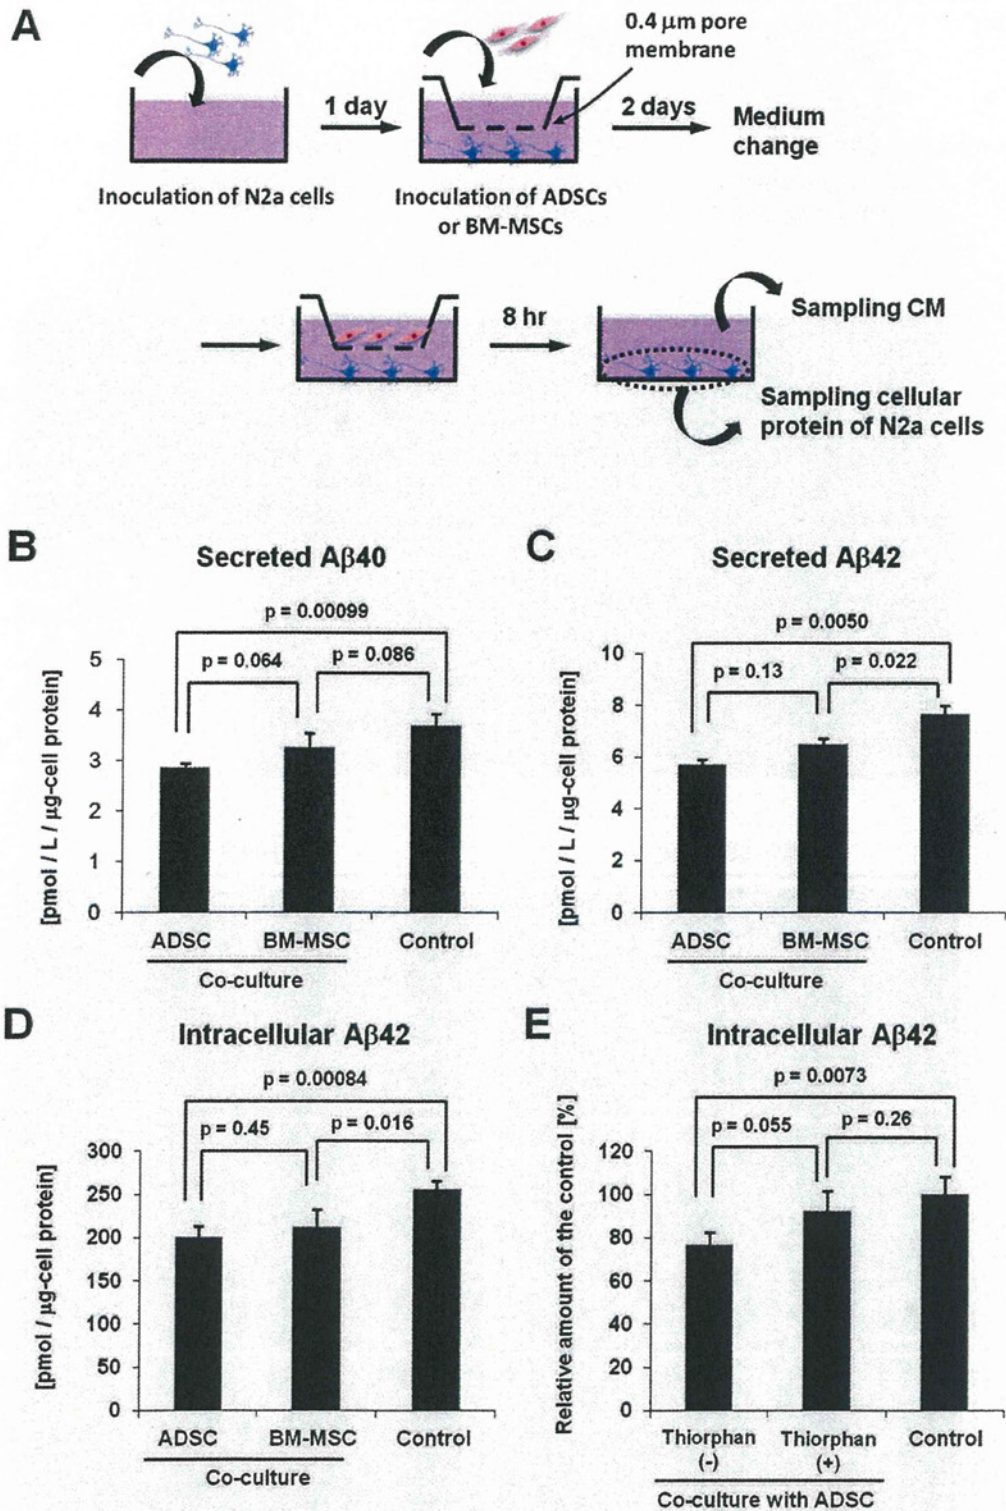 A
0.4 μm pore
membrane
1 day
2 days
Medium
change
Inoculation of N2a cells
Inoculation of ADSCs
or BM-MSCs
8 hr
Sampling CM
Sampling cellular
protein of N2a cells
B
Secreted Aβ40
p = 0.00099
p = 0.064
p = 0.086
[pmol / L / μg-cell protein]
5
4
3
2
1
0
ADSC
BM-MSC
Control
Co-culture
C
Secreted Aβ42
p = 0.0050
p = 0.13
p = 0.022
[pmol / L / μg-cell protein]
10
8
6
4
2
0
ADSC
BM-MSC
Control
Co-culture
D
Intracellular Aβ42
p = 0.00084
p = 0.45
p = 0.016
[pmol / μg-cell protein]
300
250
200
150
100
50
0
ADSC
BM-MSC
Control
Co-culture
E
Intracellular Aβ42
p = 0.0073
p = 0.055
p = 0.26
Relative amount of the control [%]
120
100
80
60
40
20
0
Thiorphan
(-)
Thiorphan
(+)
Control
Co-culture with ADSC